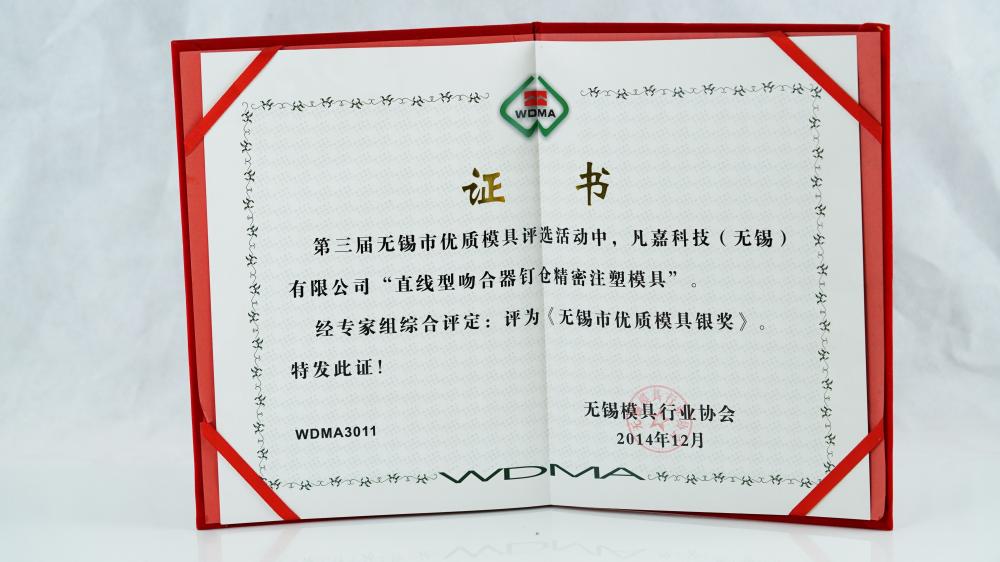 WDMA
证 书
第三届无锡市优质模具评选活动中，凡嘉科技（无锡）
有限公司“直线型吻合器钉仓精密注塑模具”。
经专家组综合评定：评为《无锡市优质模具银奖》。
特发此证！
无锡模具行业协会
WDMA3011
2014年12月
WDMA